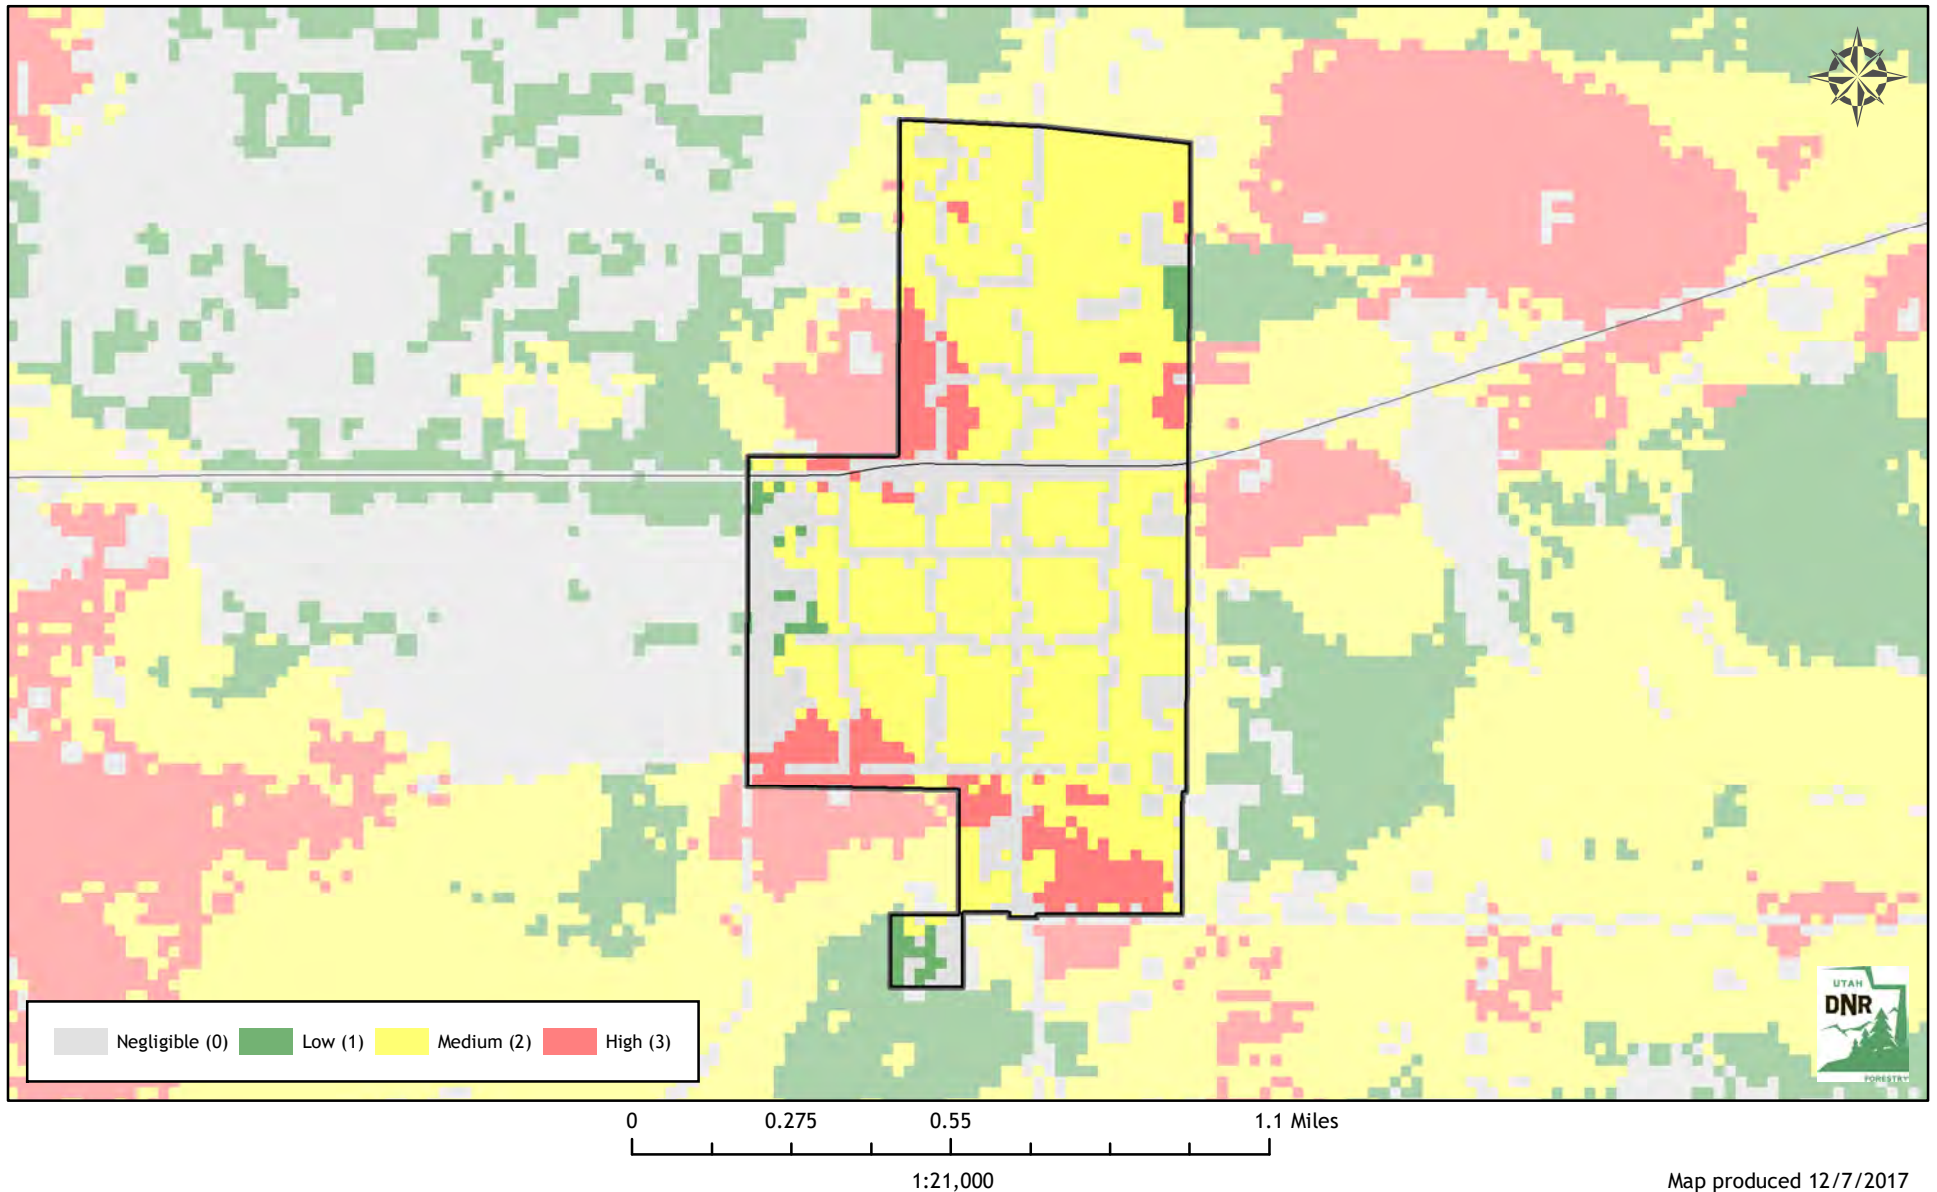 F
UTAH
DNR
FORESTRY
Negligible (0) Low (1) Medium (2) High (3)
0 0.275 0.55 1.1 Miles
1:21,000
Map produced 12/7/2017